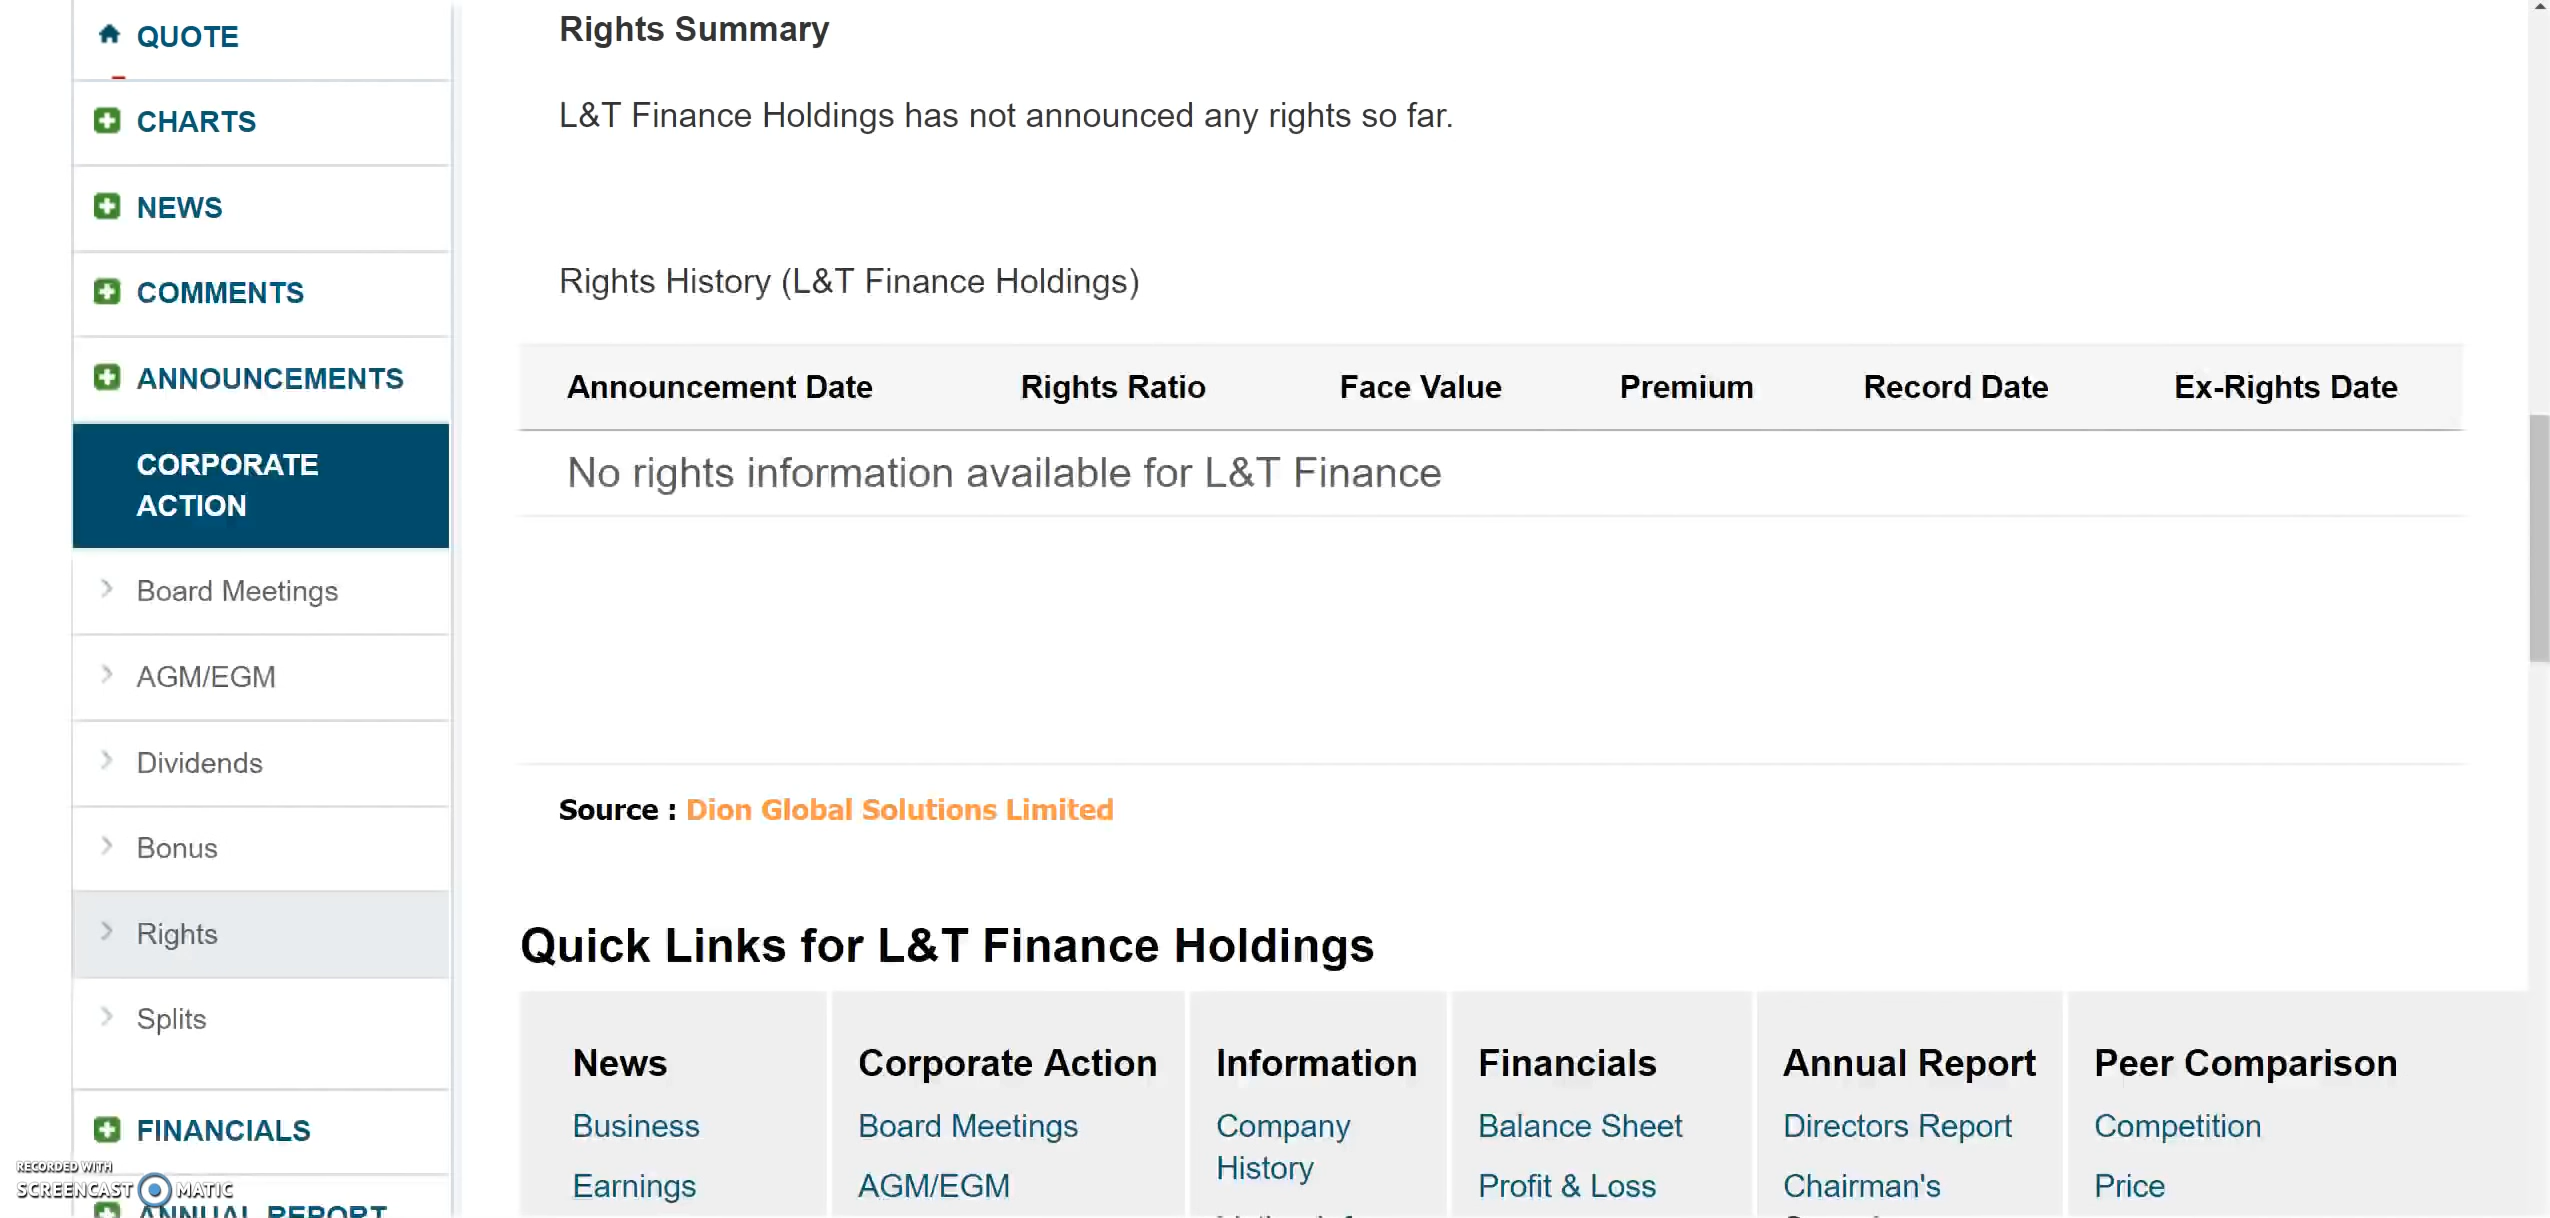 QUOTE
CHARTS
NEWS
COMMENTS
ANNOUNCEMENTS
CORPORATE
ACTION
Board Meetings
AGM/EGM
Dividends
Bonus
Rights
Splits
FINANCIALS
ANNUAL REPORT
RECORDED WITH
SCREENCAST MATIC
Rights Summary
L&T Finance Holdings has not announced any rights so far.
Rights History (L&T Finance Holdings)
Announcement Date Rights Ratio Face Value Premium Record Date Ex-Rights Date
No rights information available for L&T Finance
Source : Dion Global Solutions Limited
Quick Links for L&T Finance Holdings
News Corporate Action Information Financials Annual Report Peer Comparison
Business Board Meetings Company Balance Sheet Directors Report Competition
History
Earnings AGM/EGM Profit & Loss Chairman's Price